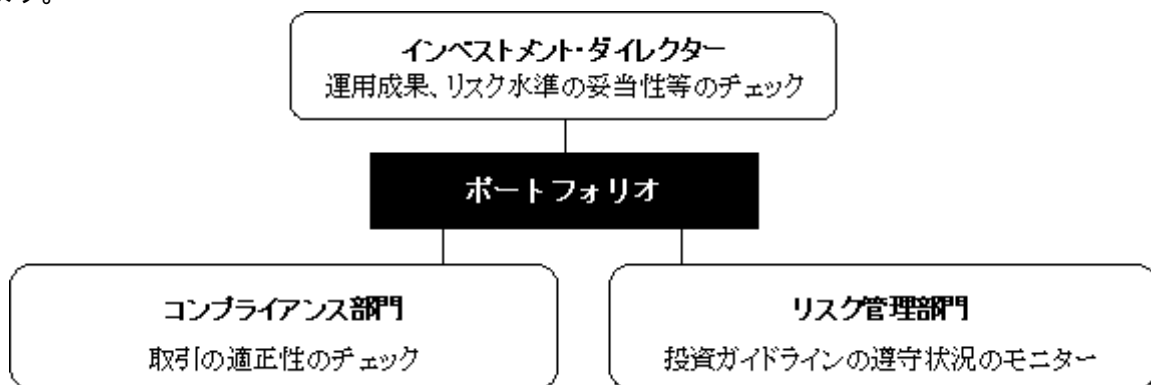 インベストメント・ダイレクター
運用成果、リスク水準の妥当性等のチェック
ポートフォリオ
コンプライアンス部門
リスク管理部門
取引の適正性のチェック
投資ガイドラインの遵守状況のモニター